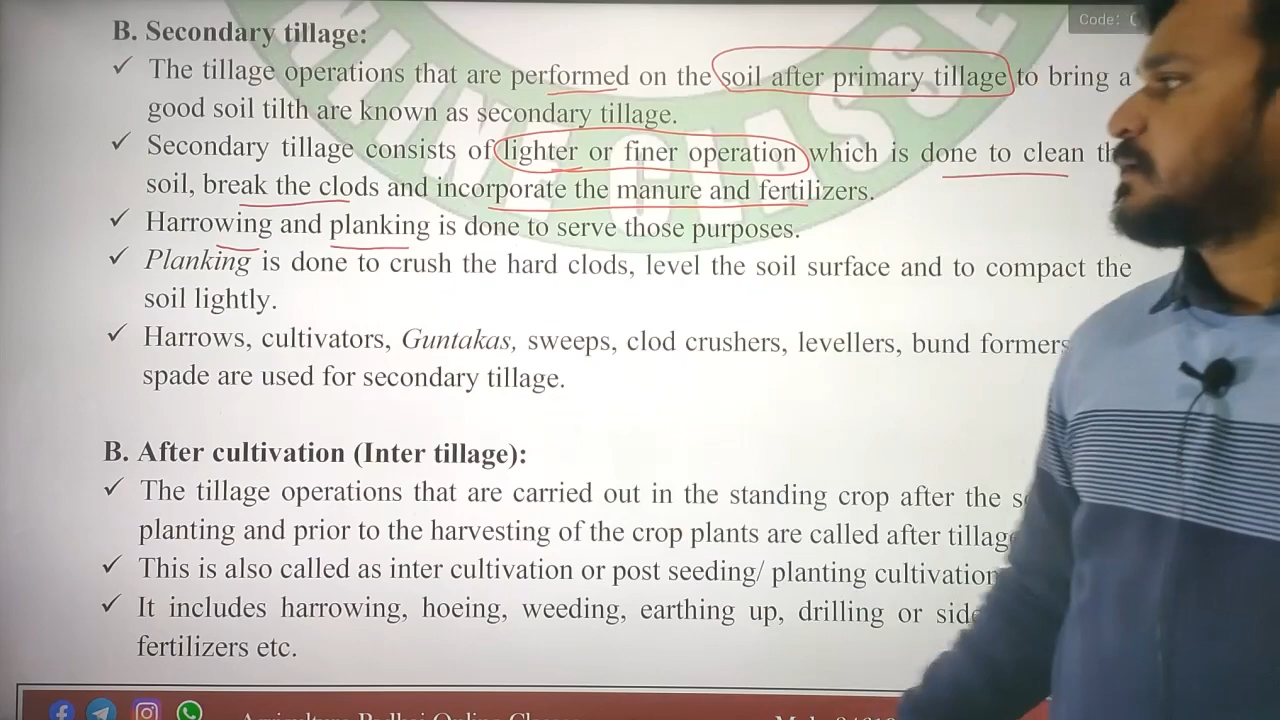 Code: (
B. Secondary tillage:
✓ The tillage operations that are performed on the soil after primary tillage to bring a
good soil tilth are known as secondary tillage.
✓ Secondary tillage consists of lighter or finer operation which is done to clean
soil, break the clods and incorporate the manure and fertilizers.
✓ Harrowing and planking is done to serve those purposes.
✓ Planking is done to crush the hard clods, level the soil surface and to compact the
soil lightly.
✓ Harrows, cultivators, Guntakas, sweeps, clod crushers, levellers, bund formers
spade are used for secondary tillage.
B. After cultivation (Inter tillage):
✓ The tillage operations that are carried out in the standing crop after the
planting and prior to the harvesting of the crop plants are called after
✓ This is also called as inter cultivation or post seeding/ planting cultivation
✓ It includes harrowing, hoeing, weeding, earthing up, drilling or
fertilizers etc.